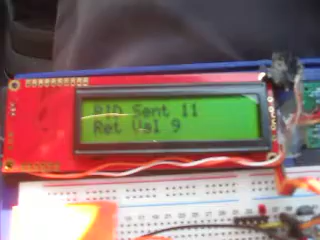 PID Sent 11
Ret Val 9